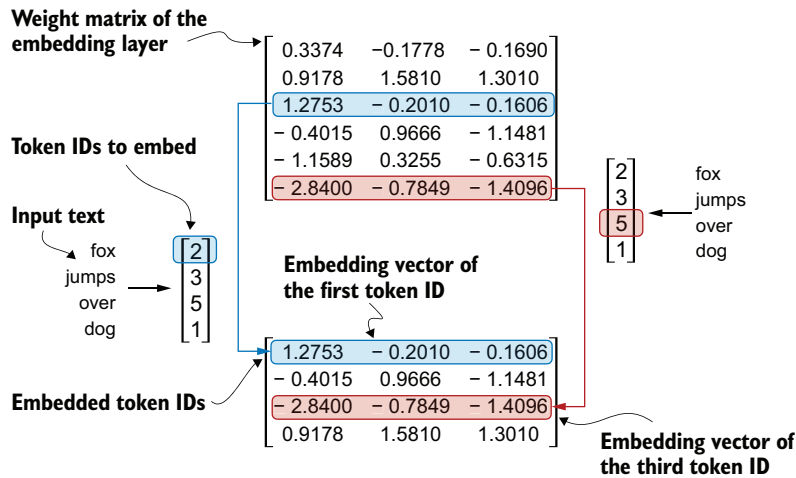 Weight matrix of the
embedding layer
0.3374 −0.1778 − 0.1690
0.9178 1.5810 1.3010
1.2753 − 0.2010 − 0.1606
− 0.4015 0.9666 − 1.1481
− 1.1589 0.3255 − 0.6315
− 2.8400 − 0.7849 − 1.4096
Token IDs to embed
Input text
fox
jumps
over
dog
2
3
5
1
2
3
5
1
fox
jumps
over
dog
Embedding vector of
the first token ID
1.2753 − 0.2010 − 0.1606
− 0.4015 0.9666 − 1.1481
− 2.8400 − 0.7849 − 1.4096
0.9178 1.5810 1.3010
Embedded token IDs
Embedding vector of
the third token ID